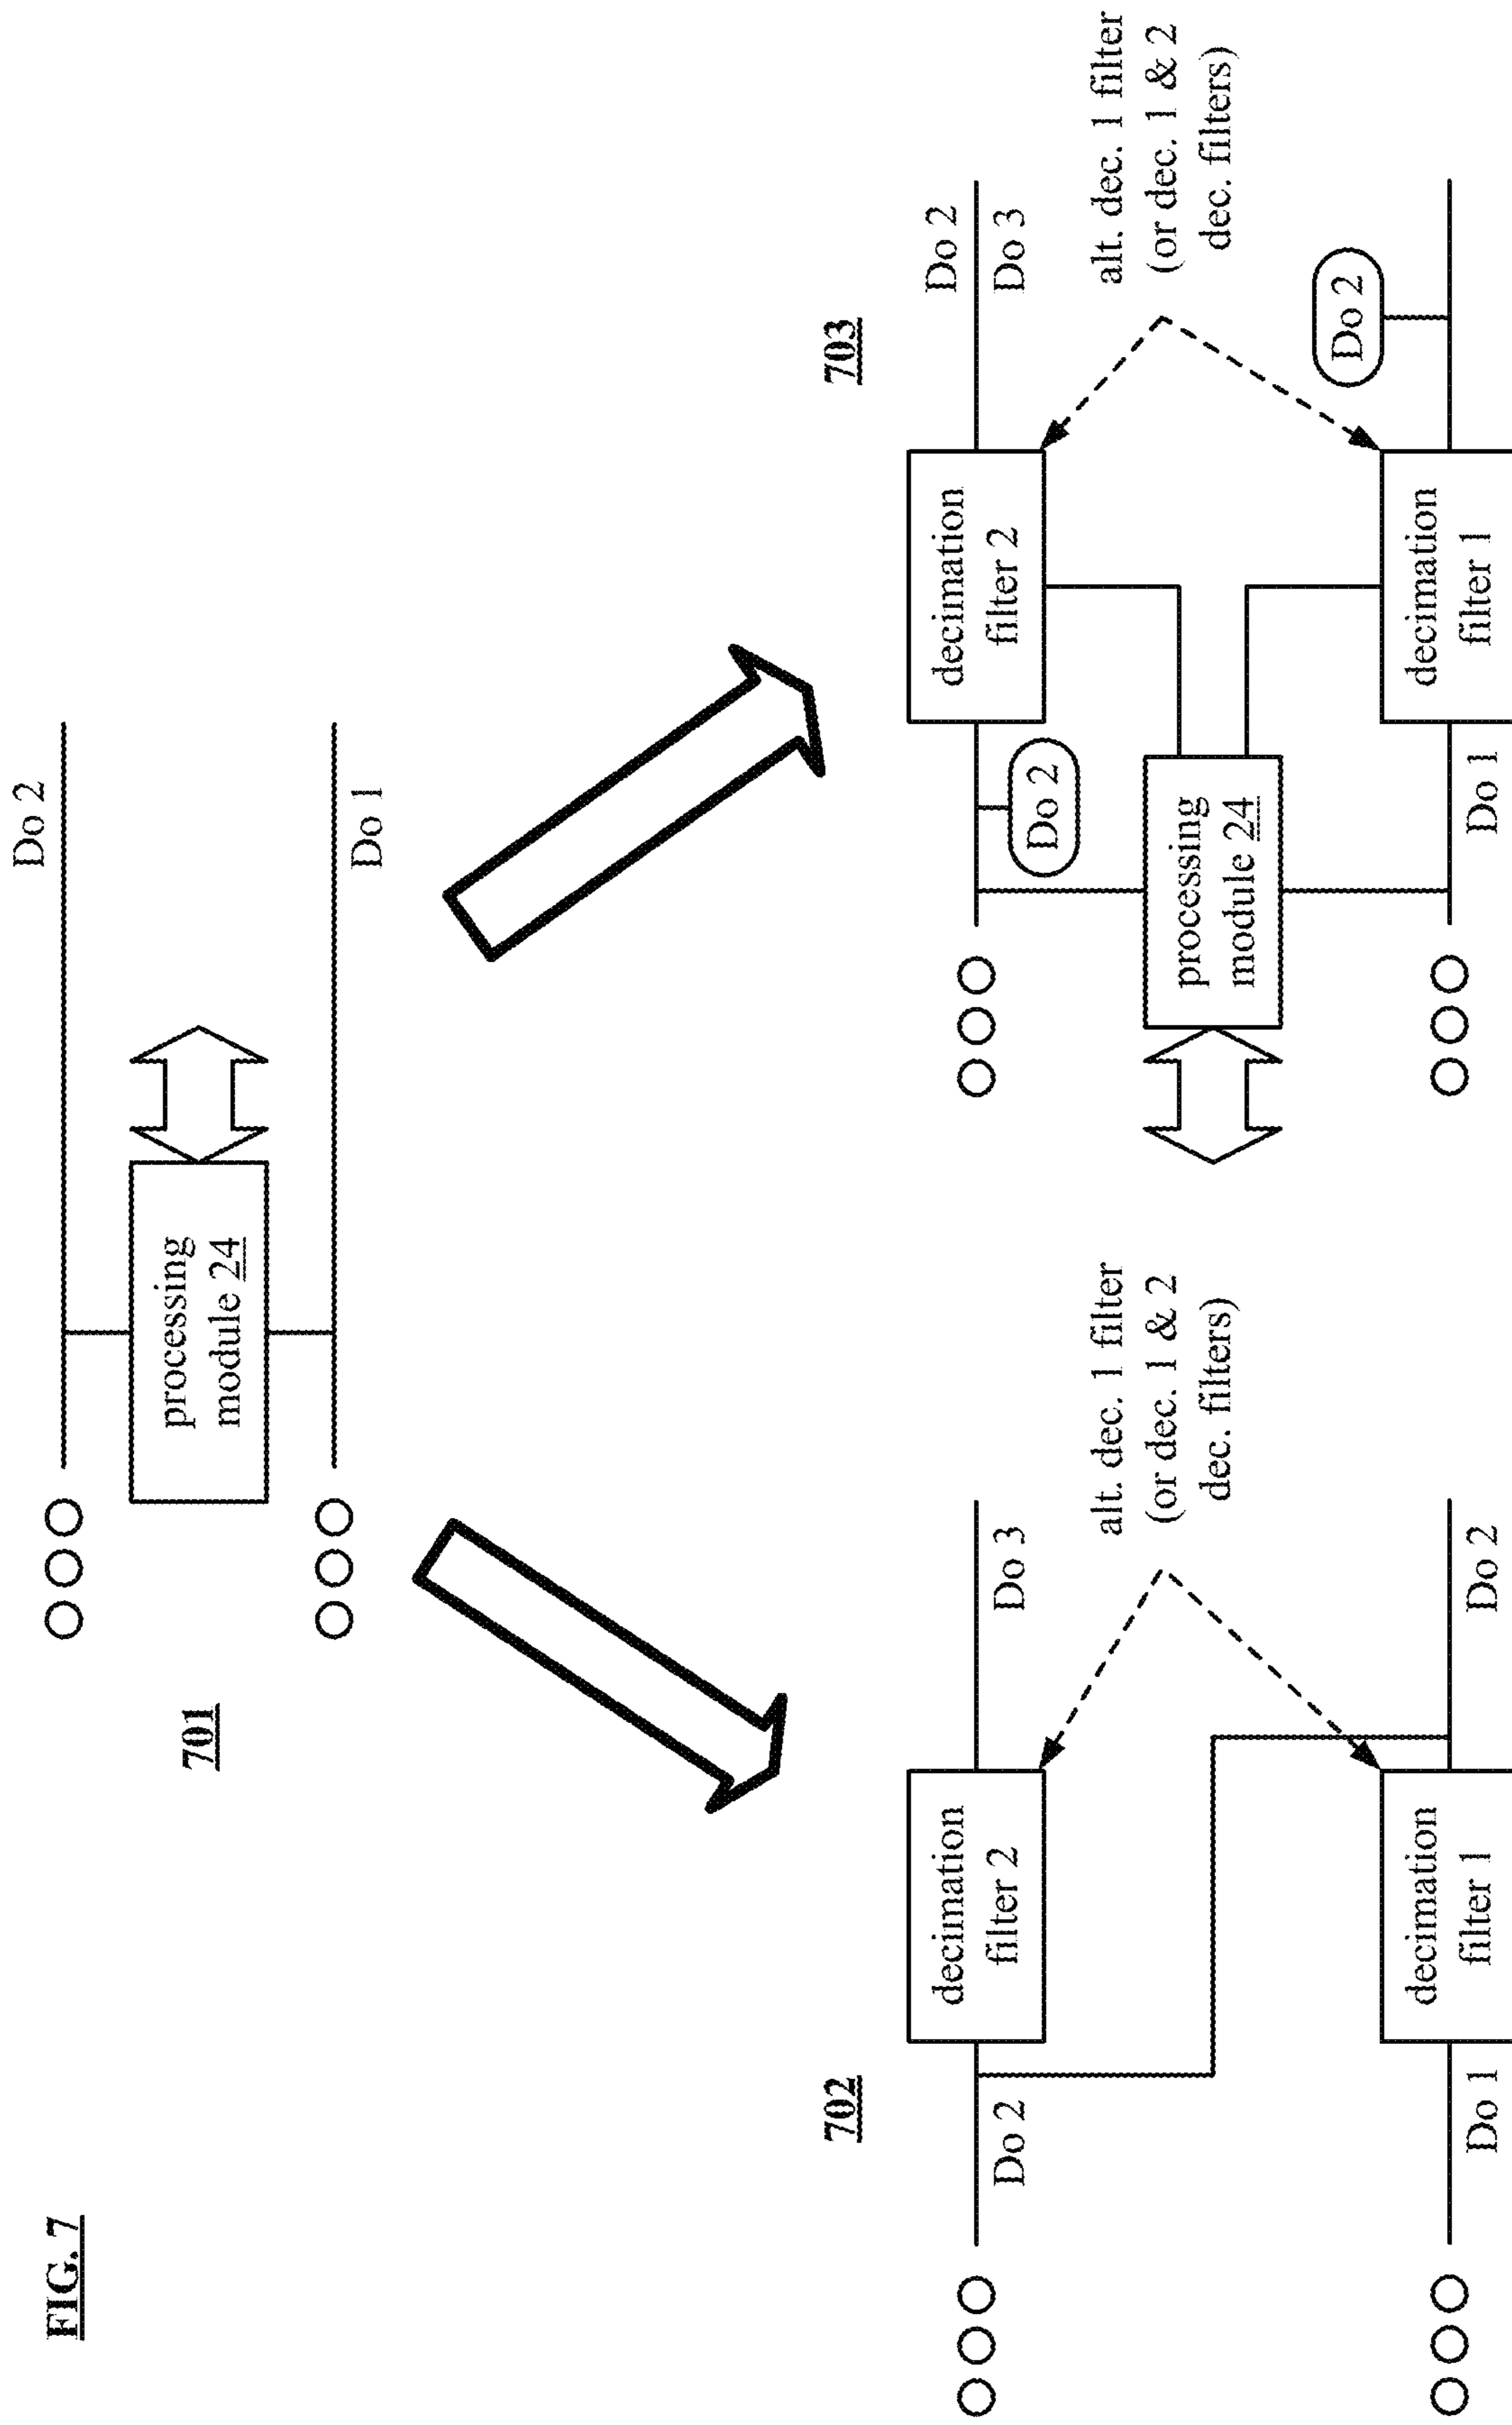 FIG. 7
701
processing
module 24
Do 2
Do 1
702
Do 2
decimation
filter 2
Do 3
Do 1
decimation
filter 1
Do 2
alt. dec. 1 filter
(or dec. 1 & 2
dec. filters)
703
processing
module 24
Do 2
decimation
filter 2
Do 2
Do 3
Do 1
decimation
filter 1
Do 2
alt. dec. 1 filter
(or dec. 1 & 2
dec. filters)